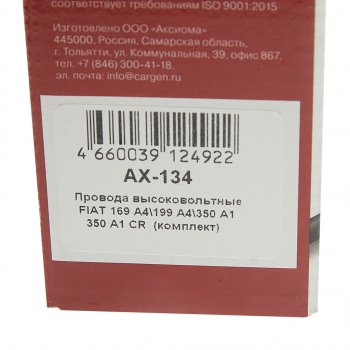 соответствует требованиям ISO 9001:2015
Изготовлено ООО «Аксиома»
445000, Россия, Самарская область,
г. Тольятти, ул. Коммунальная, 39, офис 867,
тел. +7 (846) 300-41-18.
эл. почта: info@cargen.ru
4 660039 124922
AX-134
Провода высоковольтные
FIAT 169 A4\199 A4\350 A1
350 A1 CR (комплект)